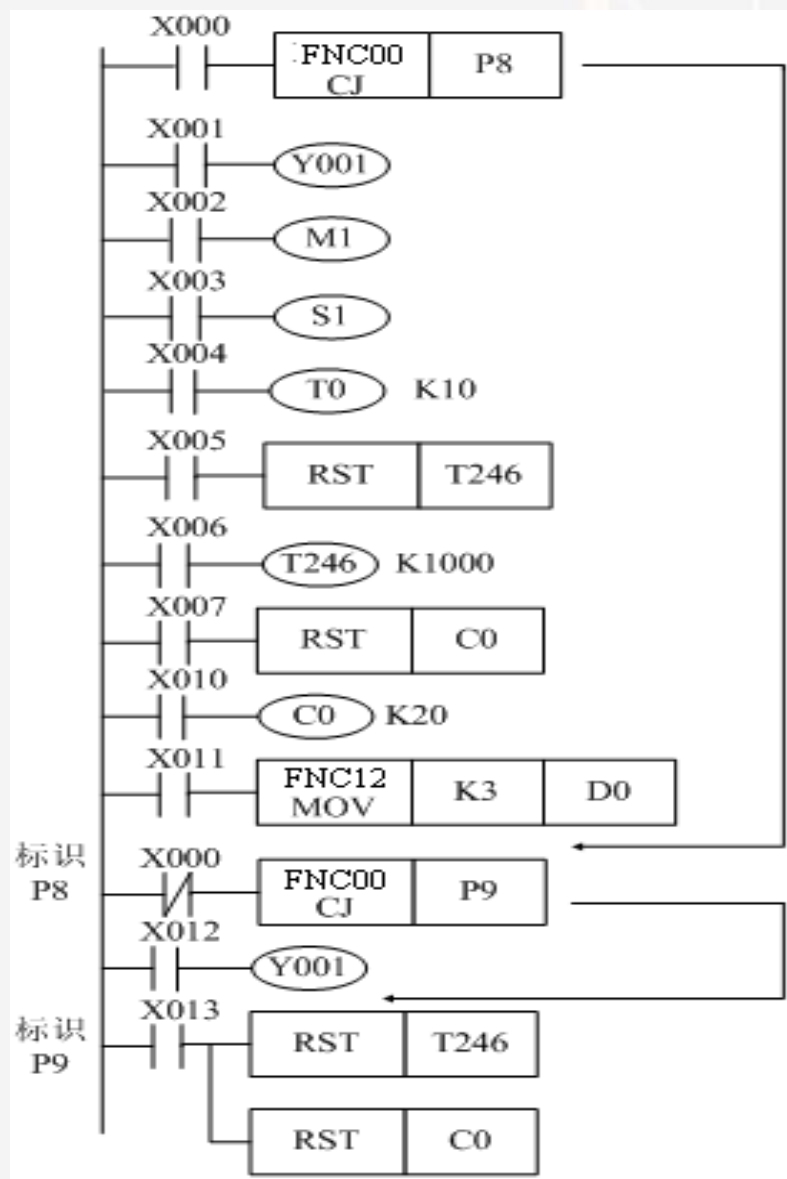 X000
FNC00
CJ
P8
X001
Y001
X002
M1
X003
S1
X004
T0 K10
X005
RST T246
X006
T246 K1000
X007
RST C0
X010
C0 K20
X011
FNC12
MOV
K3 D0
标识
P8
X000
FNC00
CJ
P9
X012
Y001
标识
P9
X013
RST T246
RST C0